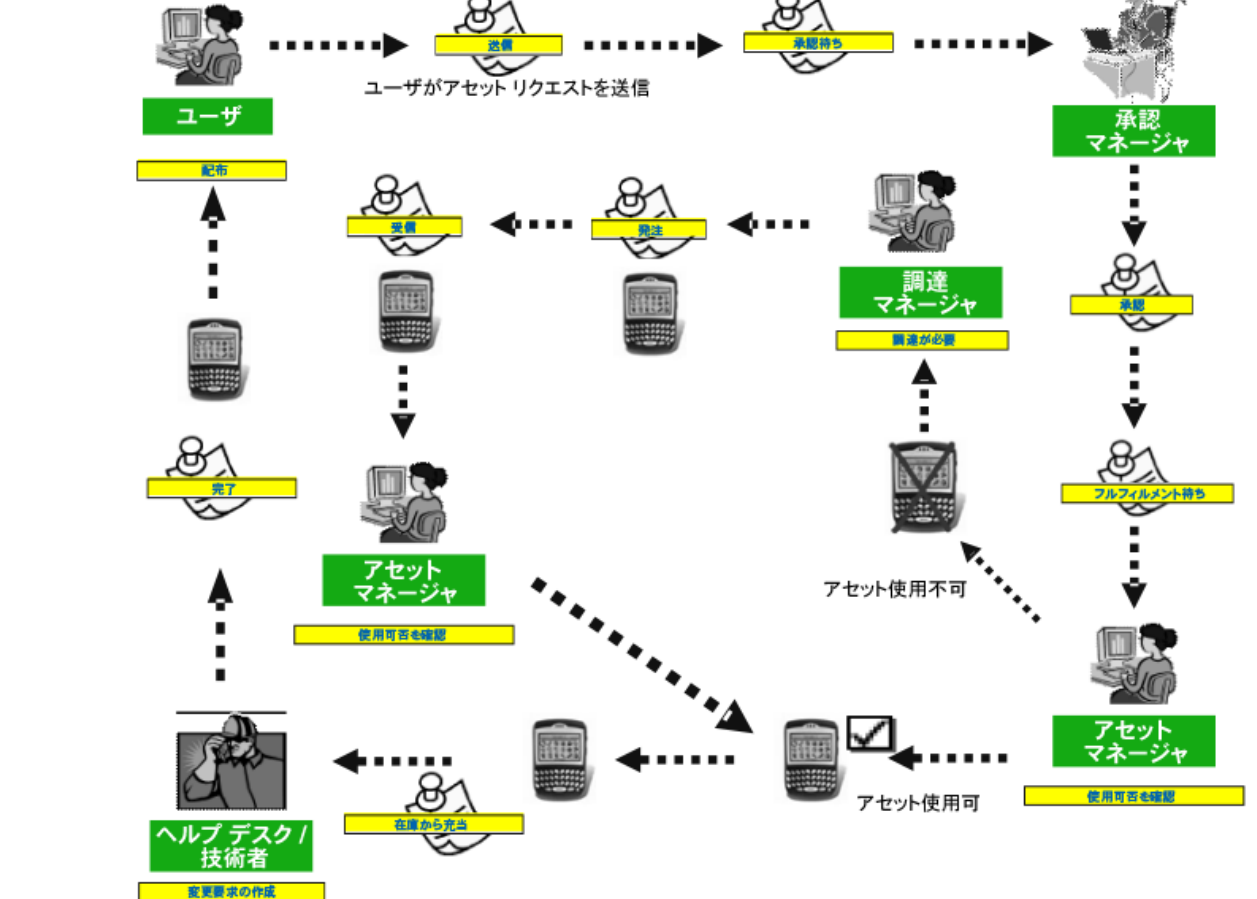 送信
承認待ち
ユーザがアセット リクエストを送信
ユーザ
承認
マネージャ
配布
受信
発注
調達
マネージャ
調達が必要
承認
完了
フルフィルメント待ち
アセット
マネージャ
使用可否を確認
アセット使用不可
アセット
マネージャ
使用可否を確認
アセット使用可
在庫から充当
ヘルプ デスク /
技術者
変更要求の作成